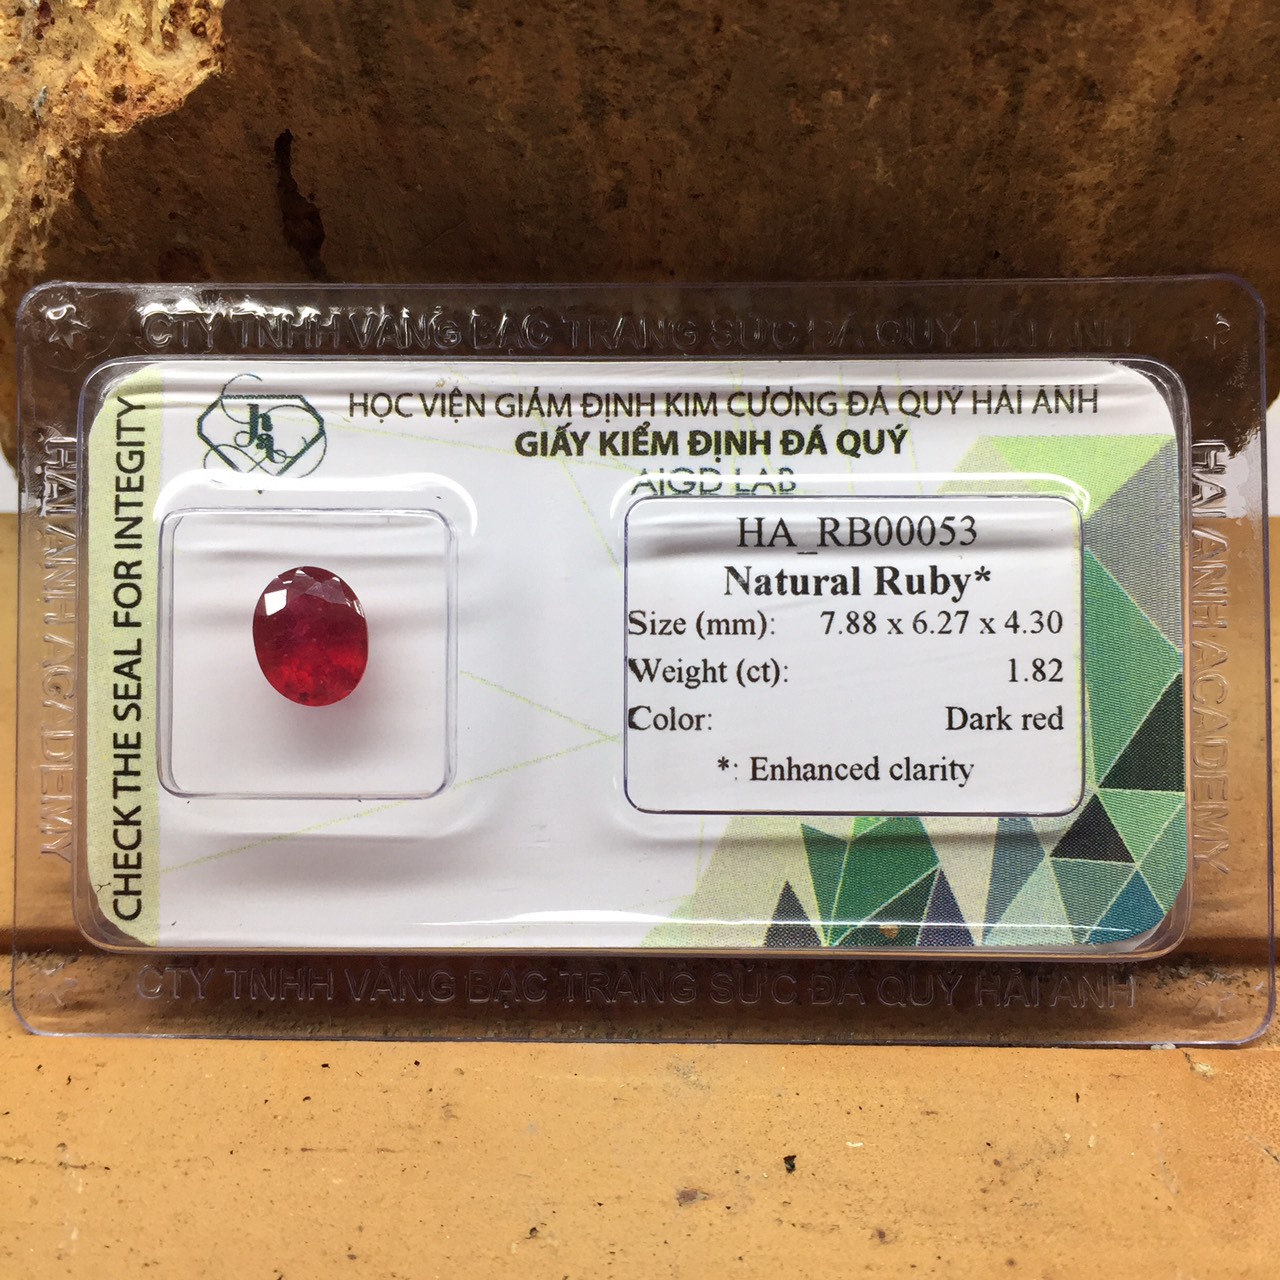 CTY TNHH VÀNG BẠC TRANG SỨC ĐÁ QUÝ HẢI ANH
HỌC VIỆN GIÁM ĐỊNH KIM CƯƠNG ĐÁ QUÝ HẢI ANH
GIẤY KIỂM ĐỊNH ĐÁ QUÝ
AIGD LAB
CHECK THE SEAL FOR INTEGRITY
HA_RB00053
Natural Ruby*
Size (mm): 7.88 x 6.27 x 4.30
Weight (ct): 1.82
Color: Dark red
*: Enhanced clarity
HAI ANH ACADEMY
HAI ANH ACADEMY
CTY TNHH VÀNG BẠC TRANG SỨC ĐÁ QUÝ HẢI ANH